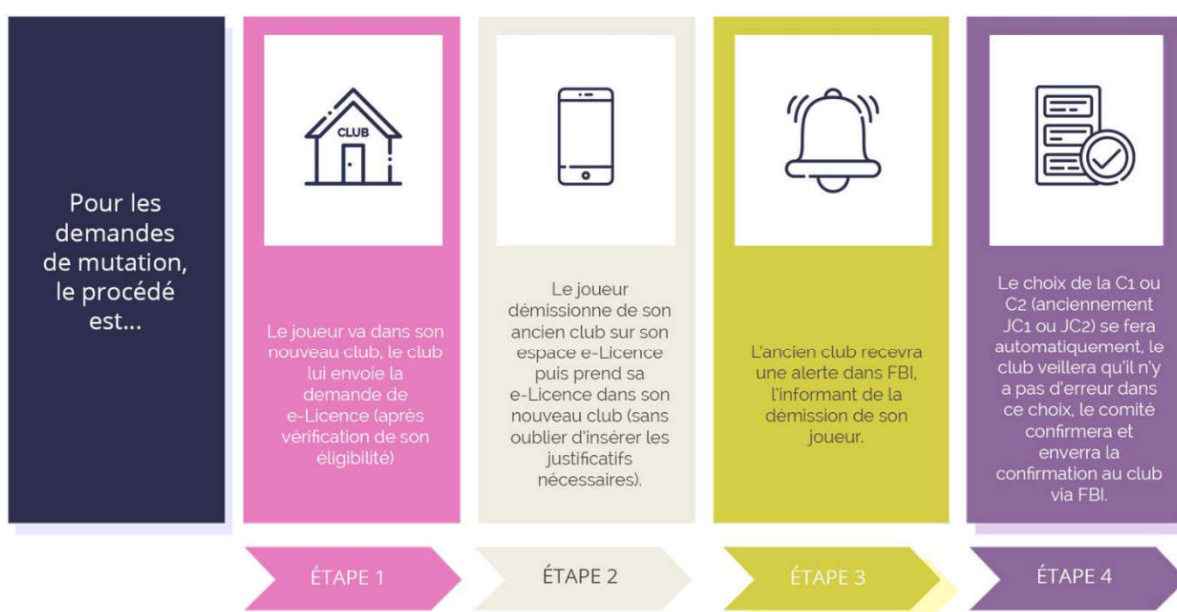 Pour les
demandes
de mutation,
le procédé
est...
CLUB
Le joueur va dans son
nouveau club, le club
lui envoie la
demande de
e-Licence (après
vérification de son
éligibilité)
Le joueur
démissionne de son
ancien club sur son
espace e-Licence
puis prend sa
e-Licence dans son
nouveau club (sans
oublier d'insérer les
justificatifs
nécessaires).
L'ancien club recevra
une alerte dans FBI,
l'informant de la
démission de son
joueur.
Le choix de la C1 ou
C2 (anciennement
JC1 ou JC2) se fera
automatiquement, le
club veillera qu'il n'y
a pas d'erreur dans
ce choix, le comité
confirmera et
enverra la
confirmation au club
via FBI.
ÉTAPE 1
ÉTAPE 2
ÉTAPE 3
ÉTAPE 4